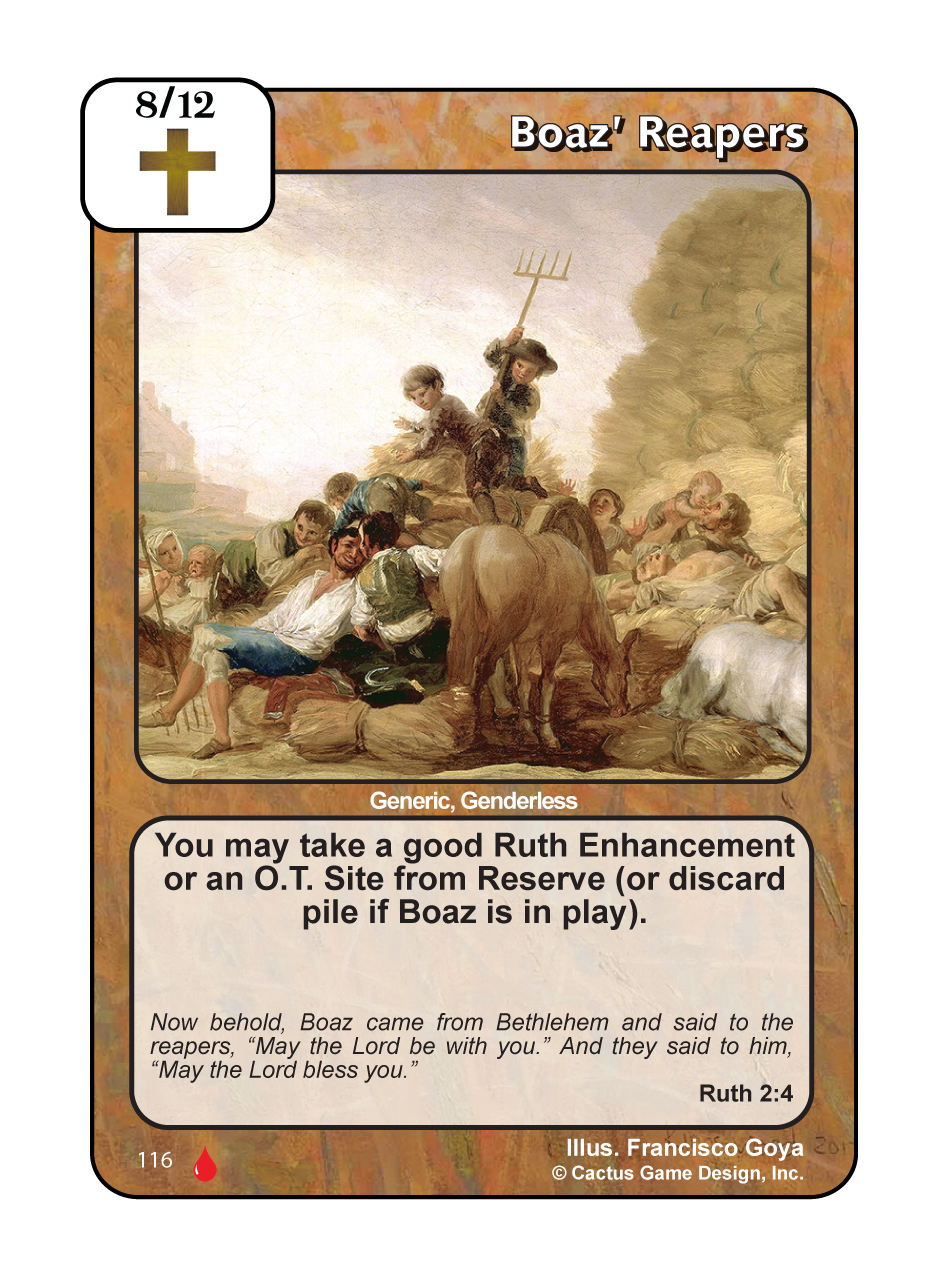 8/12
Boaz' Reapers
Generic, Genderless
You may take a good Ruth Enhancement
or an O.T. Site from Reserve (or discard
pile if Boaz is in play).
Now behold, Boaz came from Bethlehem and said to the
reapers, “May the Lord be with you.” And they said to him,
“May the Lord bless you.”
Ruth 2:4
116
Illus. Francisco Goya
© Cactus Game Design, Inc.